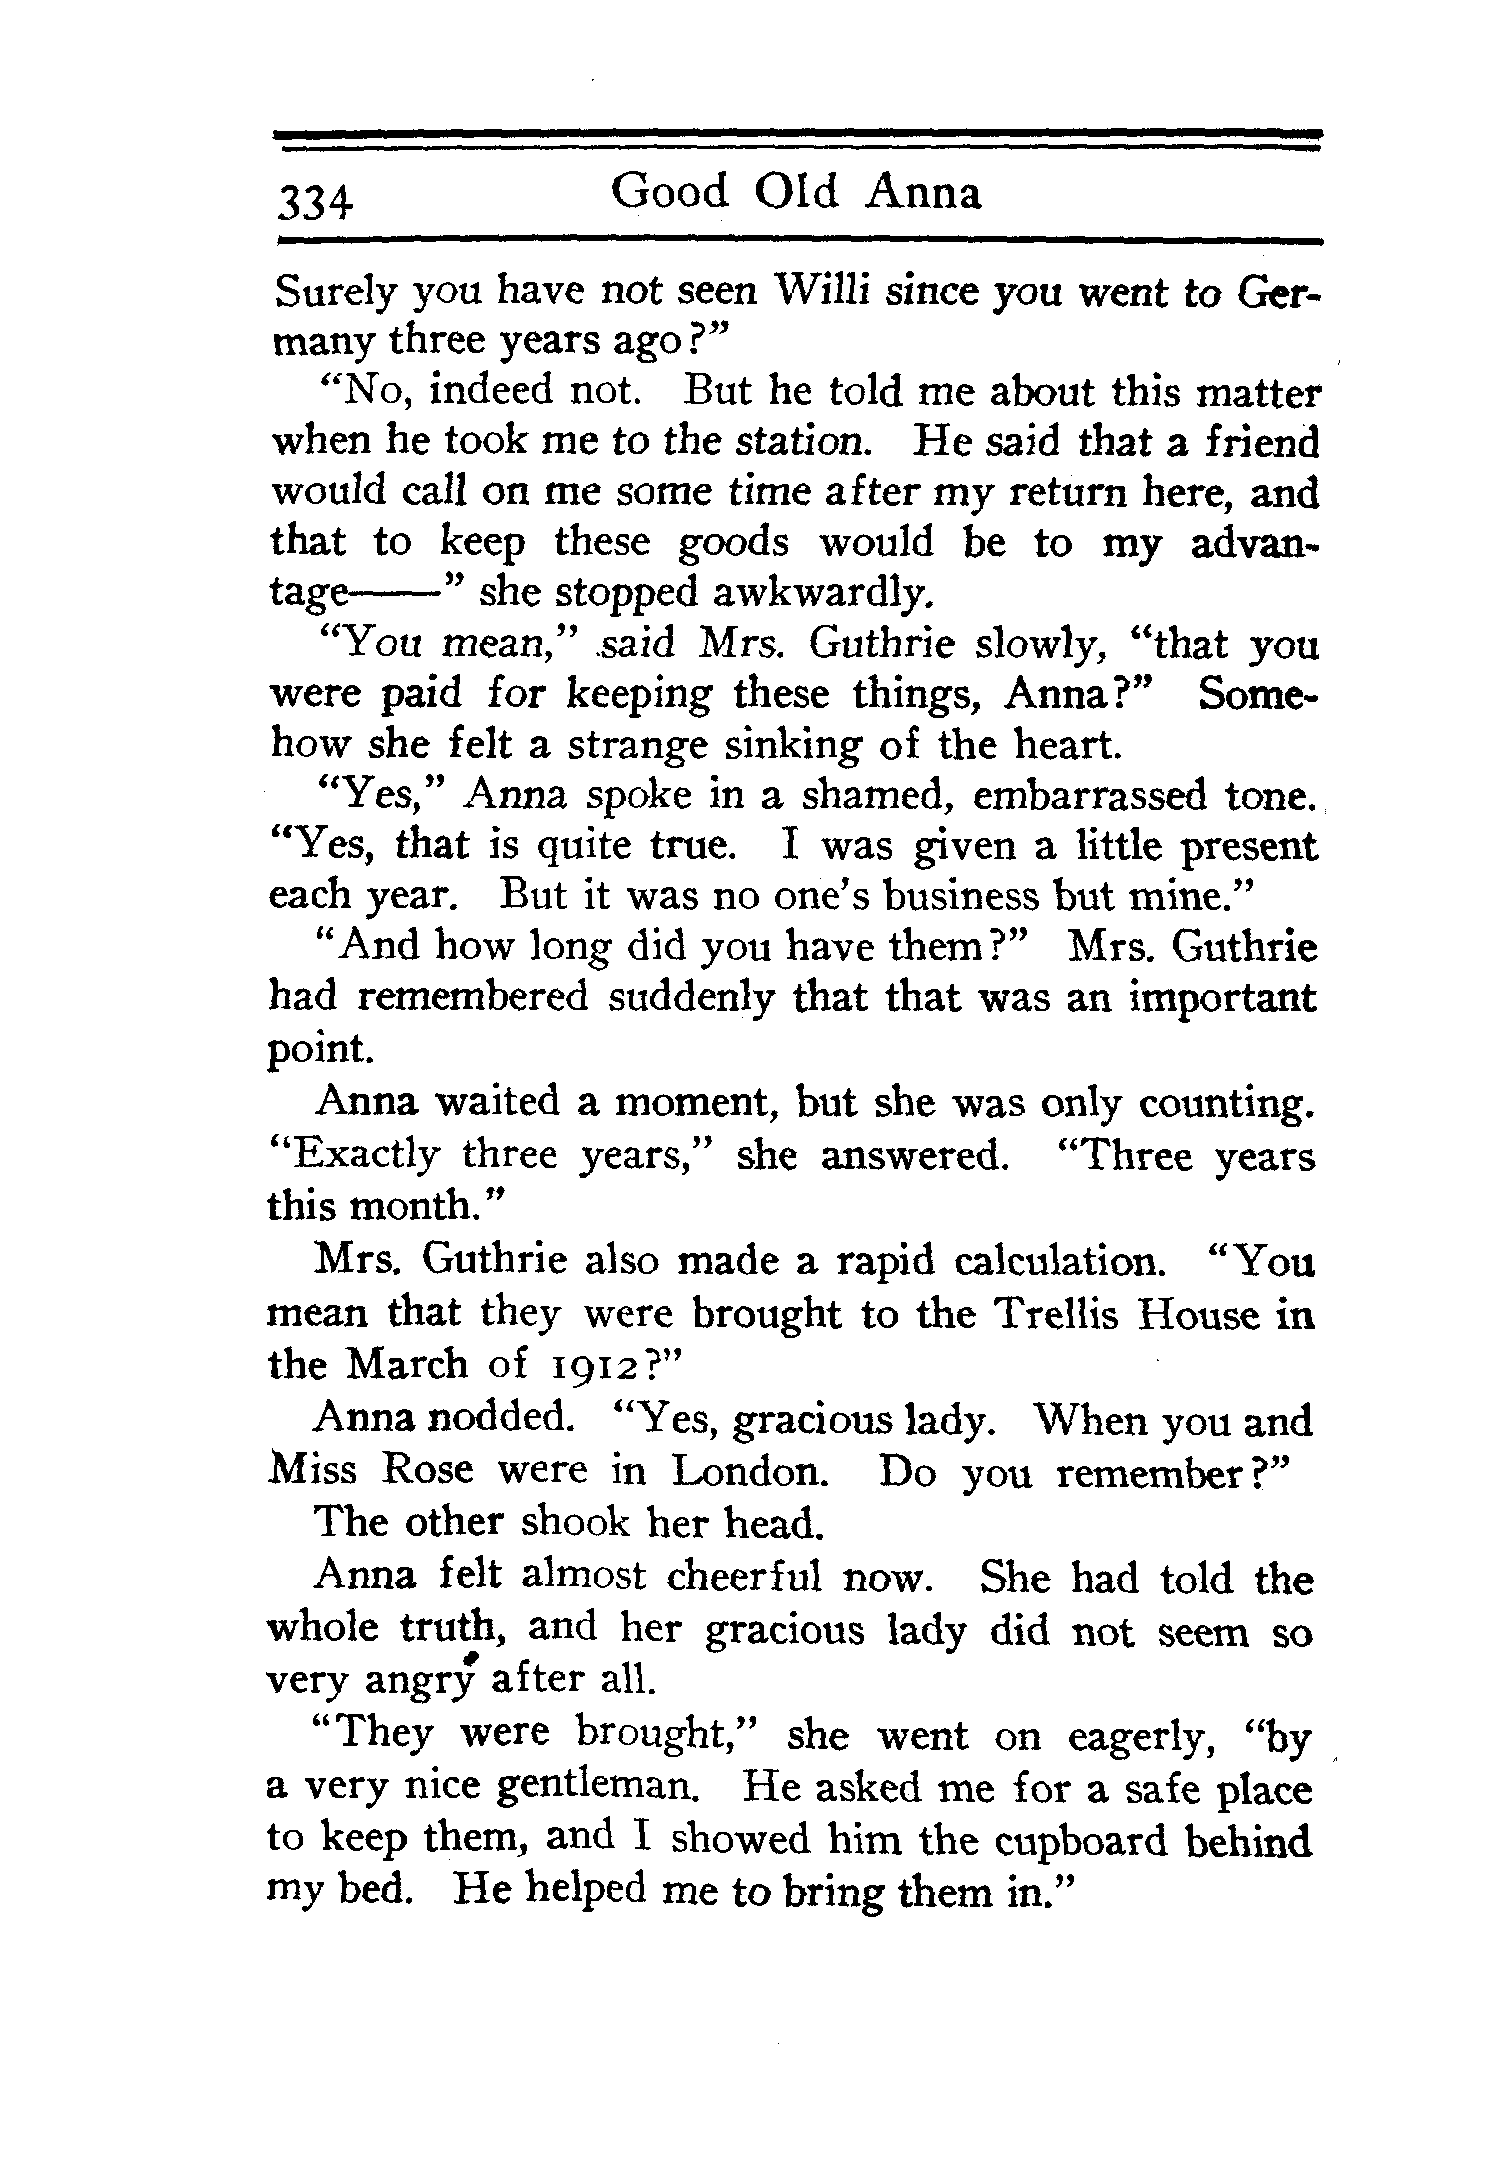 334 Good Old Anna
Surely you have not seen Willi since you went to Ger-
many three years ago?"
"No, indeed not. But he told me about this matter
when he took me to the station. He said that a friend
would call on me some time after my return here, and
that to keep these goods would be to my advan-
tage——" she stopped awkwardly.
"You mean," said Mrs. Guthrie slowly, "that you
were paid for keeping these things, Anna?" Some-
how she felt a strange sinking of the heart.
"Yes," Anna spoke in a shamed, embarrassed tone.
"Yes, that is quite true. I was given a little present
each year. But it was no one's business but mine."
"And how long did you have them?" Mrs. Guthrie
had remembered suddenly that that was an important
point.
Anna waited a moment, but she was only counting.
"Exactly three years," she answered. "Three years
this month."
Mrs. Guthrie also made a rapid calculation. "You
mean that they were brought to the Trellis House in
the March of 1912?"
Anna nodded. "Yes, gracious lady. When you and
Miss Rose were in London. Do you remember?"
The other shook her head.
Anna felt almost cheerful now. She had told the
whole truth, and her gracious lady did not seem so
very angry after all.
"They were brought," she went on eagerly, "by
a very nice gentleman. He asked me for a safe place
to keep them, and I showed him the cupboard behind
my bed. He helped me to bring them in."